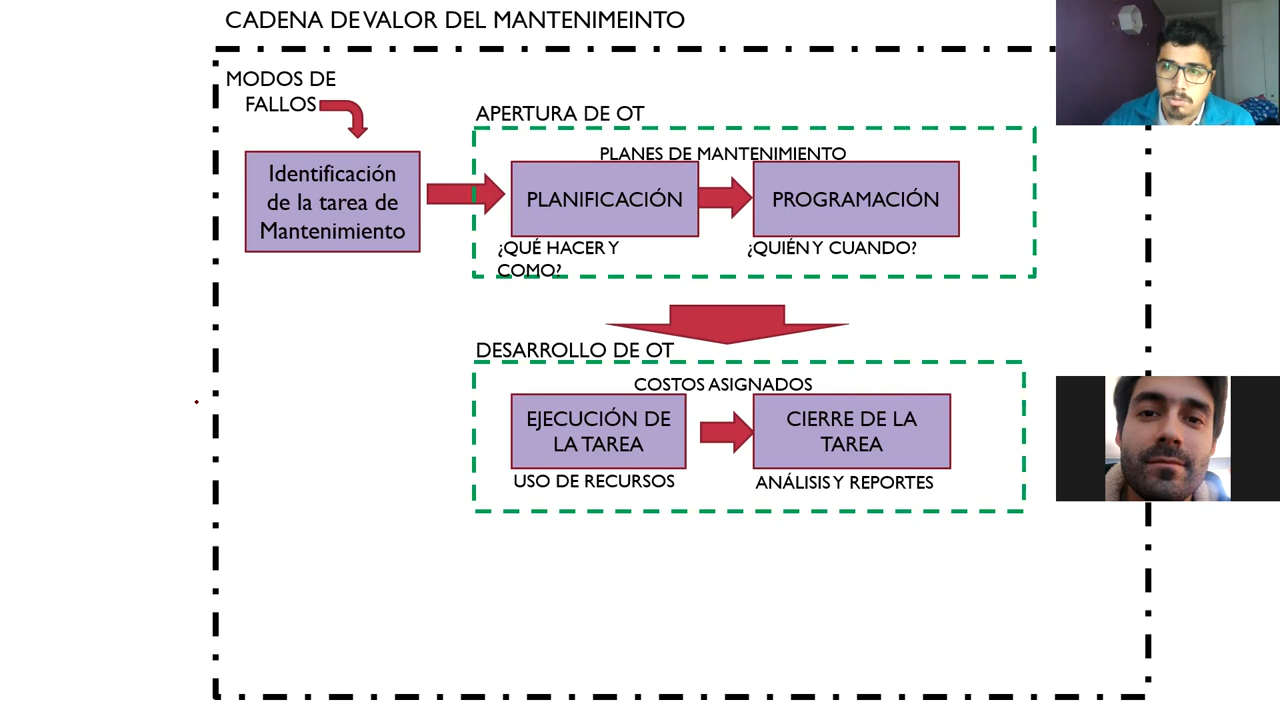 CADENA DE VALOR DEL MANTENIMEINTO
MODOS DE
FALLOS
Identificación
de la tarea de
Mantenimiento
APERTURA DE OT
PLANES DE MANTENIMIENTO
PLANIFICACIÓN
PROGRAMACIÓN
¿QUÉ HACER Y
COMO?
¿QUIÉN Y CUANDO?
DESARROLLO DE OT
COSTOS ASIGNADOS
EJECUCIÓN DE
LA TAREA
CIERRE DE LA
TAREA
USO DE RECURSOS
ANÁLISIS Y REPORTES